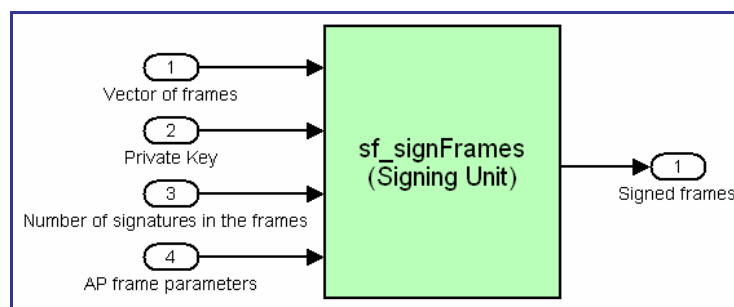 1
Vector of frames
2
Private Key
3
Number of signatures in the frames
4
AP frame parameters
sf_signFrames
(Signing Unit)
1
Signed frames